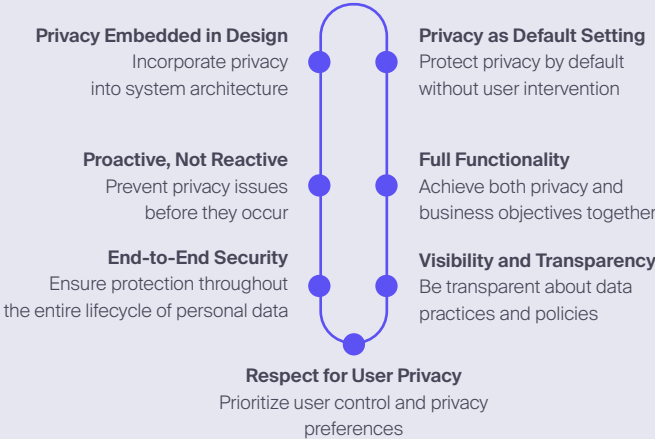 Privacy Embedded in Design
Incorporate privacy
into system architecture
Privacy as Default Setting
Protect privacy by default
without user intervention
Proactive, Not Reactive
Prevent privacy issues
before they occur
Full Functionality
Achieve both privacy and
business objectives together
End-to-End Security
Ensure protection throughout
the entire lifecycle of personal data
Visibility and Transparency
Be transparent about data
practices and policies
Respect for User Privacy
Prioritize user control and privacy
preferences